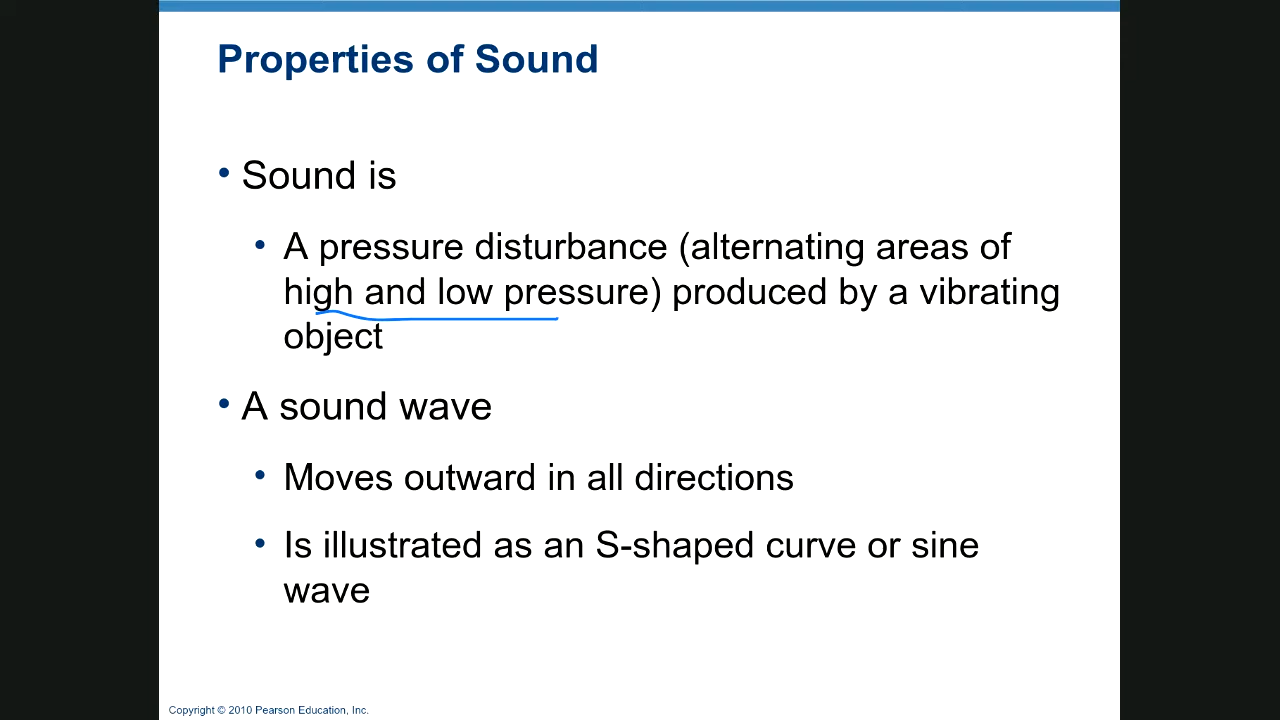 Properties of Sound
• Sound is
• A pressure disturbance (alternating areas of
high and low pressure) produced by a vibrating
object
• A sound wave
• Moves outward in all directions
• Is illustrated as an S-shaped curve or sine
wave
Copyright © 2010 Pearson Education, Inc.